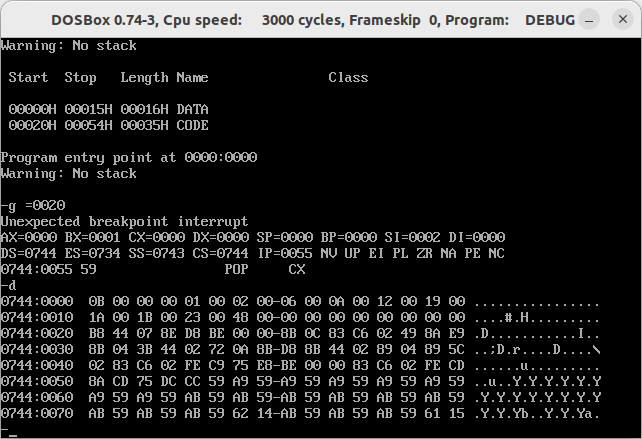 DOSBox 0.74-3, Cpu speed: 3000 cycles, Frameskip 0, Program: DEBUG
Warning: No stack
Start Stop Length Name Class
00000H 00015H 00016H DATA
00020H 00054H 00035H CODE
Program entry point at 0000:0000
Warning: No stack
-g =0020
Unexpected breakpoint interrupt
AX=0000 BX=0001 CX=0000 DX=0000 SP=0000 BP=0000 SI=0002 DI=0000
DS=0744 ES=0734 SS=0743 CS=0744 IP=0055 NV UP EI PL ZR NA PE NC
0744:0055 59 POP CX
-d
0744:0000 0B 00 00 00 01 00 02 00-06 00 0A 00 12 00 19 00 ................
0744:0010 1A 00 1B 00 23 00 48 00-00 00 00 00 00 00 00 00 ....#.H.........
0744:0020 B8 44 07 8E D8 BE 00 00-8B 0C 83 C6 02 49 8A E9 .D...........I..
0744:0030 8B 04 3B 44 02 72 0A 8B-D8 8B 44 02 89 04 89 5C ..;D.r....D....\
0744:0040 02 83 C6 02 FE C9 75 E8-BE 00 00 83 C6 02 FE CD ......u.........
0744:0050 8A CD 75 DC CC 59 A9 59-A9 59 A9 59 A9 59 A9 59 ..u..Y.Y.Y.Y.Y.Y
0744:0060 A9 59 A9 59 AB 59 AB 59-AB 59 AB 59 AB 59 AB 59 .Y.Y.Y.Y.Y.Y.Y.Y
0744:0070 AB 59 AB 59 AB 59 62 14-AB 59 AB 59 AB 59 61 15 .Y.Y.Yb..Y.Y.Ya.
-_